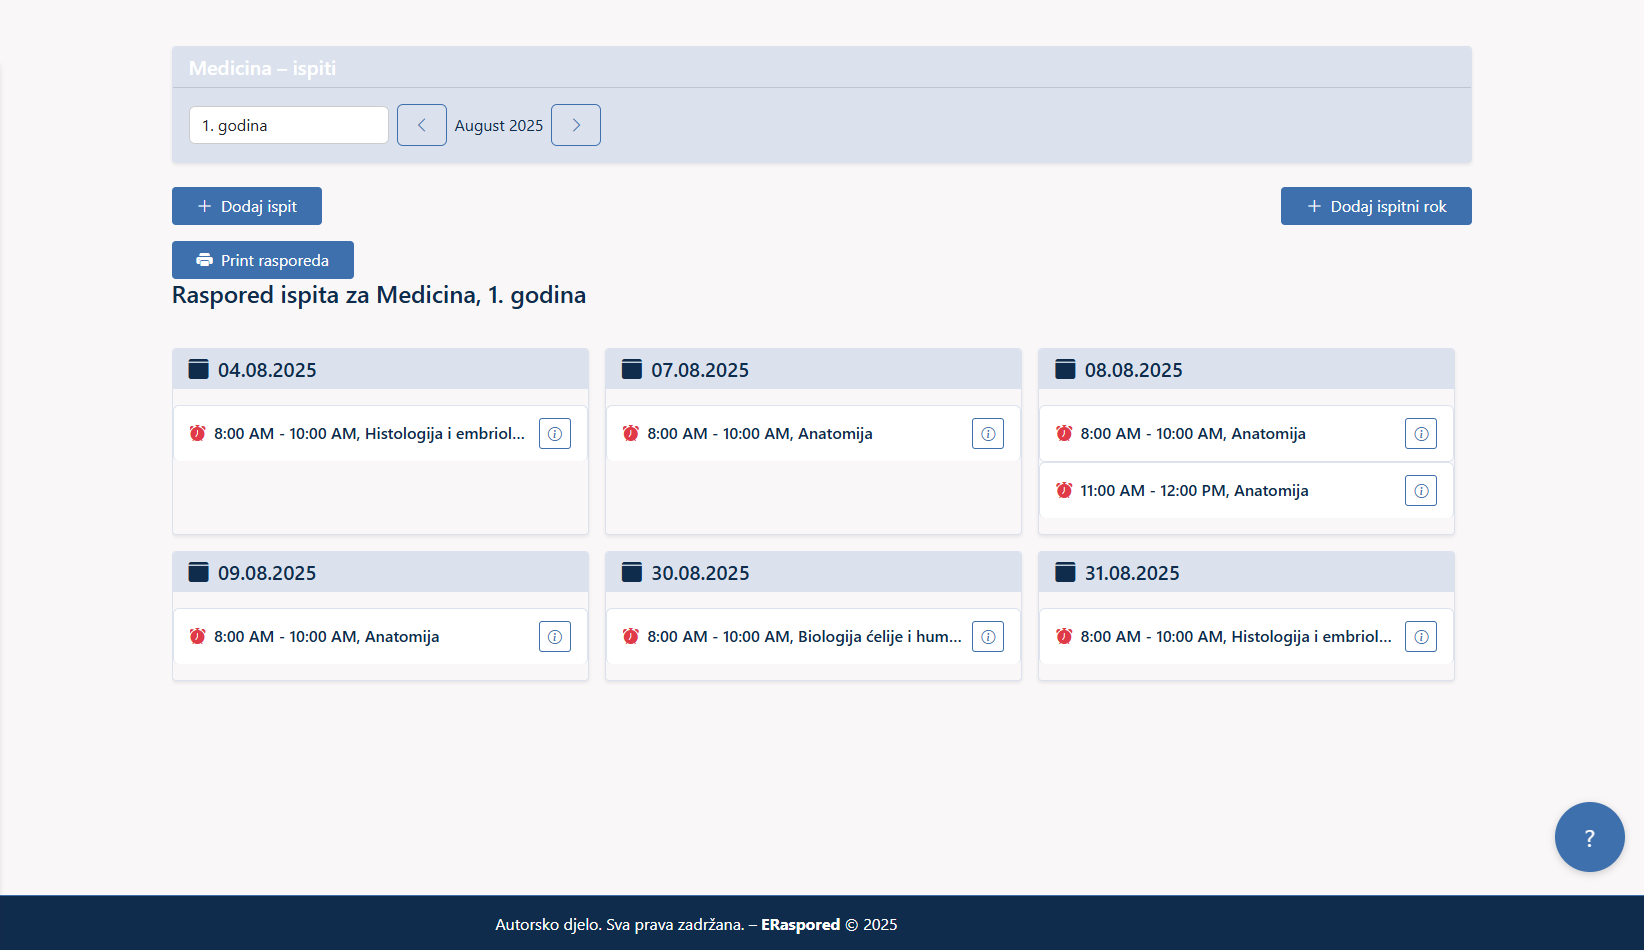 Medicina – ispiti
1. godina
August 2025
Dodaj ispit
Dodaj ispitni rok
Print rasporeda
Raspored ispita za Medicina, 1. godina
04.08.2025
8:00 AM - 10:00 AM, Histologija i embriol...
07.08.2025
8:00 AM - 10:00 AM, Anatomija
08.08.2025
8:00 AM - 10:00 AM, Anatomija
11:00 AM - 12:00 PM, Anatomija
09.08.2025
8:00 AM - 10:00 AM, Anatomija
30.08.2025
8:00 AM - 10:00 AM, Biologija ćelije i hum...
31.08.2025
8:00 AM - 10:00 AM, Histologija i embriol...
?
Autorsko djelo. Sva prava zadržana. – ERaspored © 2025